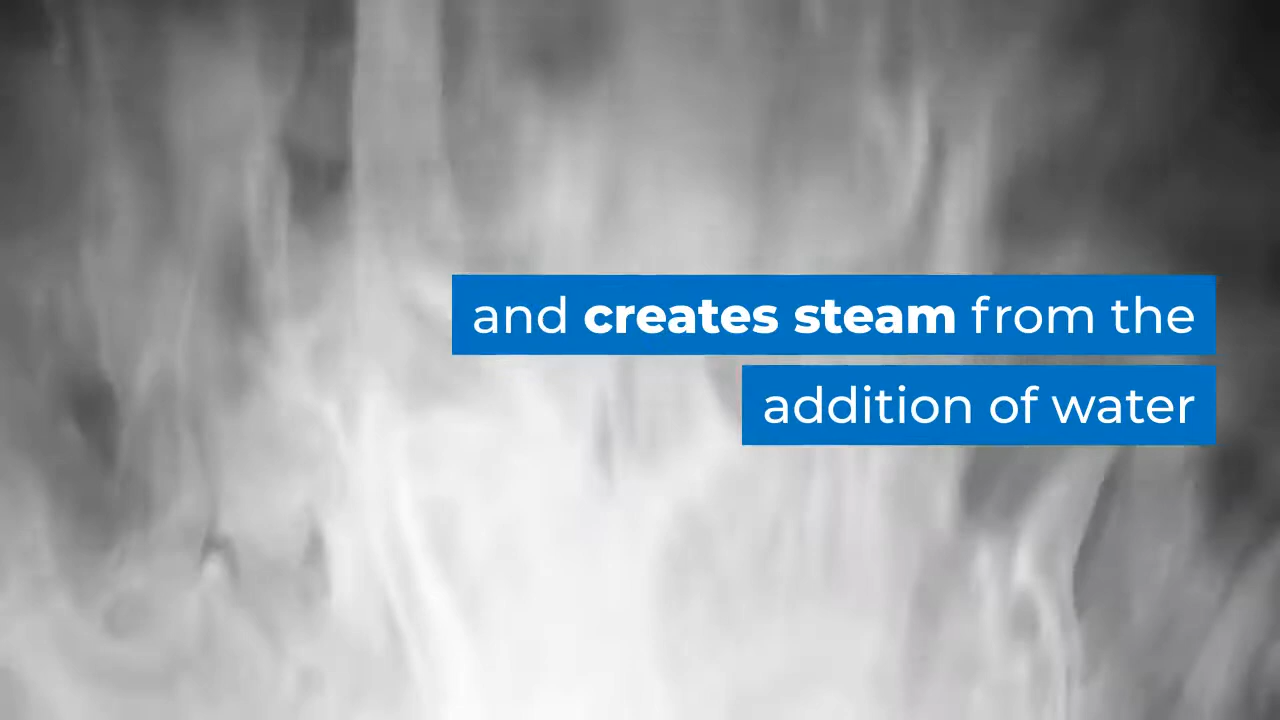 and creates steam from the
addition of water